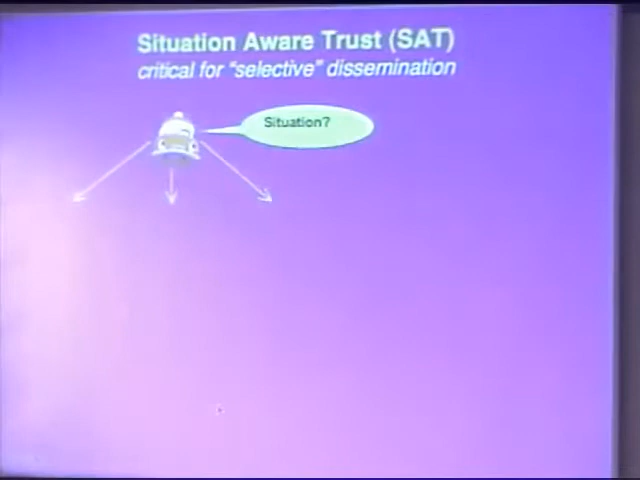 Situation Aware Trust (SAT)
critical for "selective" dissemination
Situation?